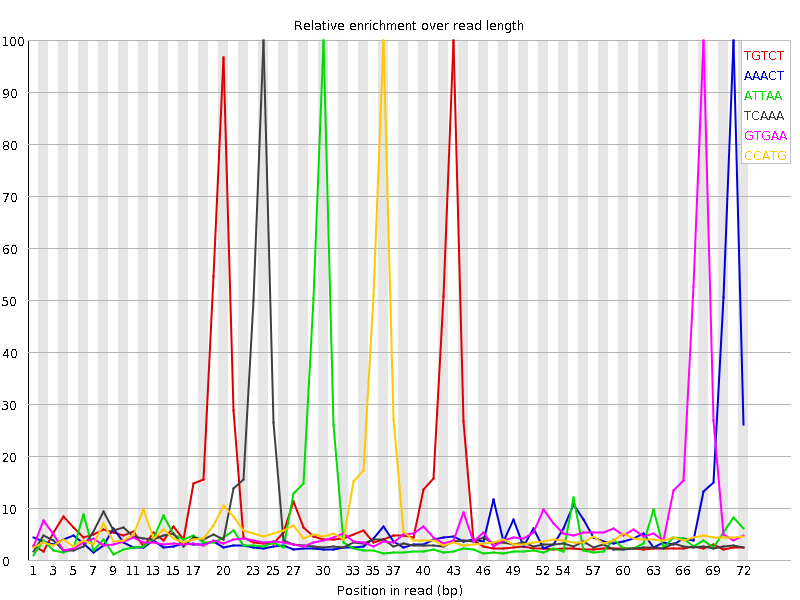 Relative enrichment over read length
100
90
80
70
60
50
40
30
20
10
0
TGTCT
AAACT
ATTAA
TCAAA
GTGAA
CCATG
1 3 5 7 9 11 13 15 17 20 23 25 27 30 33 35 37 40 43 46 49 51 54 57 60 63 66 69 72
Position in read (bp)